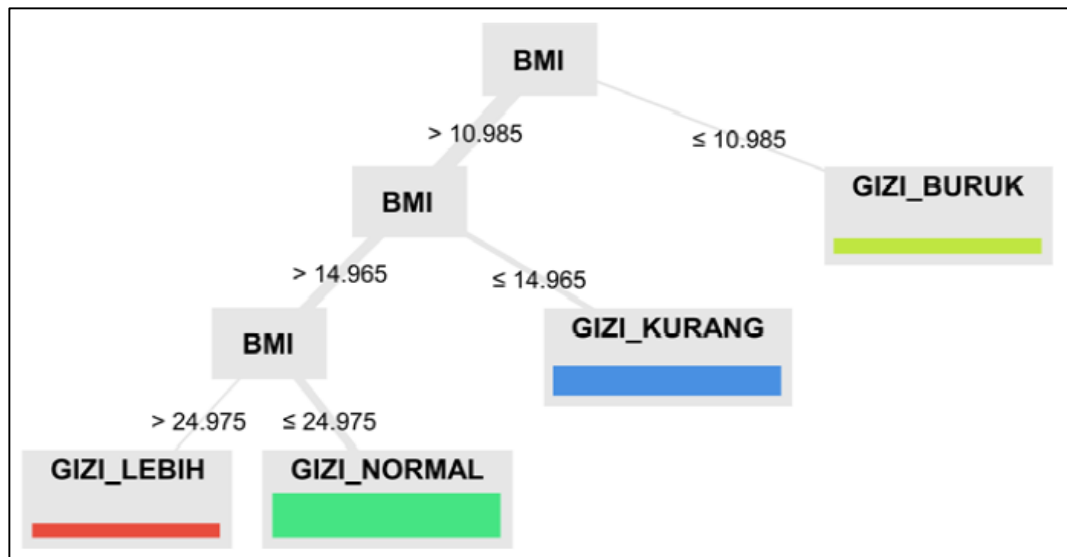 BMI
> 10.985
≤ 10.985
BMI
GIZI_BURUK
> 14.965
≤ 14.965
BMI
GIZI_KURANG
> 24.975
≤ 24.975
GIZI_LEBIH
GIZI_NORMAL